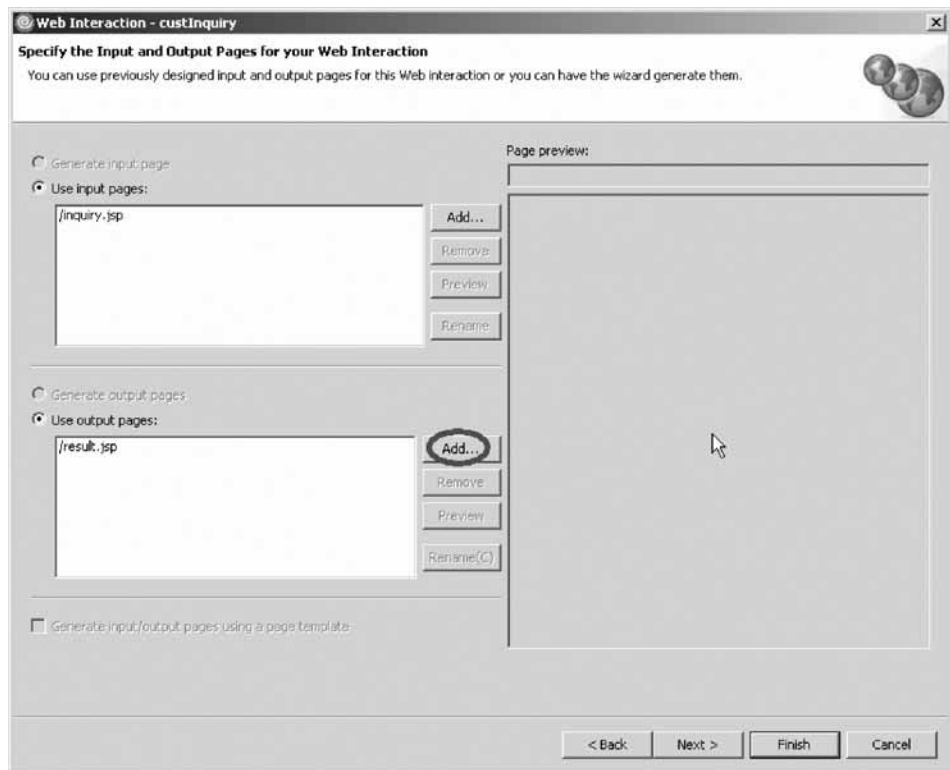 Web Interaction - custInquiry
Specify the Input and Output Pages for your Web Interaction
You can use previously designed input and output pages for this Web interaction or you can have the wizard generate them.
Generate input page
Use input pages:
/inquiry.jsp
Add...
Remove
Preview
Rename
Generate output pages
Use output pages:
/result.jsp
Add...
Remove
Preview
Rename(C)
Generate input/output pages using a page template
Page preview:
< Back
Next >
Finish
Cancel